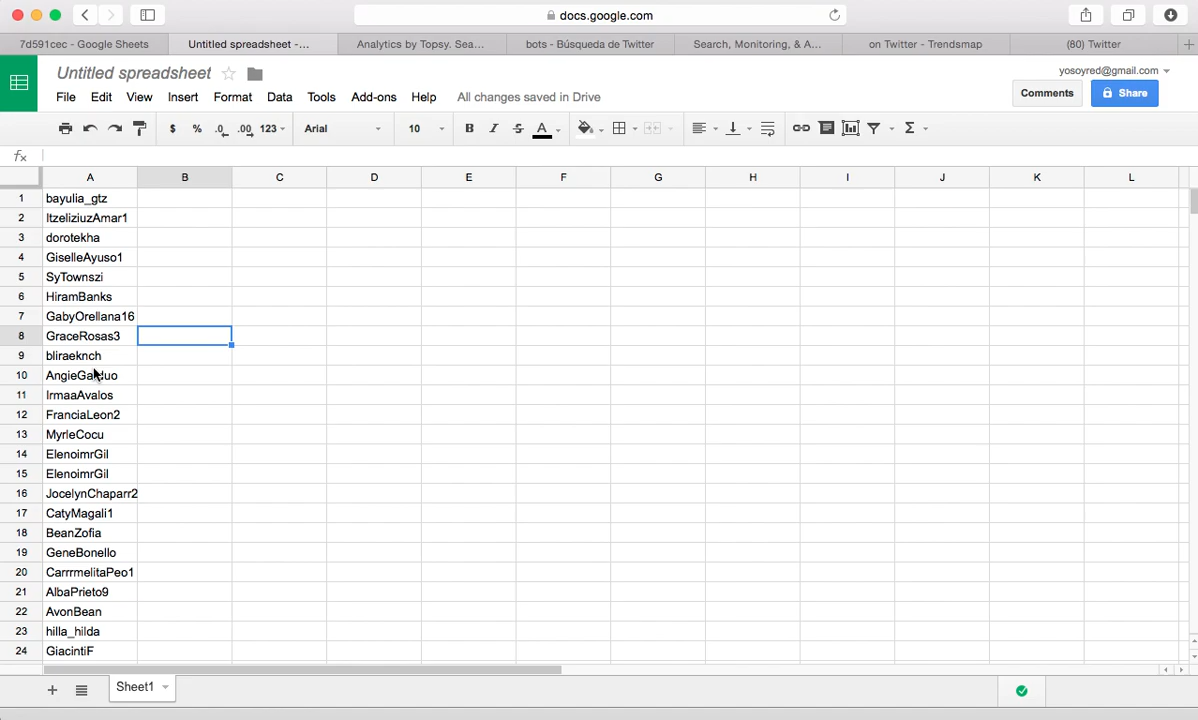 docs.google.com
7d591cec - Google Sheets
Untitled spreadsheet -...
Analytics by Topsy. Sea...
bots - Búsqueda de Twitter
Search, Monitoring, & A...
on Twitter - Trendsmap
(80) Twitter
Untitled spreadsheet
yosoyred@gmail.com
File Edit View Insert Format Data Tools Add-ons Help All changes saved in Drive
Comments
Share
$ % .0 .00 123 Arial 10 B I S A Σ
fx
A B C D E F G H I J K L
1 bayulia_gtz
2 ItzeliziuzAmar1
3 dorotekha
4 GiselleAyuso1
5 SyTownszi
6 HiramBanks
7 GabyOrellana16
8 GraceRosas3
9 bliraeknch
10
11 IrmaaAvalos
12 FranciaLeon2
13 MyrleCocu
14 ElenoimrGil
15 ElenoimrGil
16 JocelynChaparr2
17 CatyMagali1
18 BeanZofia
19 GeneBonello
20 CarrrmelitaPeo1
21 AlbaPrieto9
22 AvonBean
23 hilla_hilda
24 GiacintiF
Sheet1